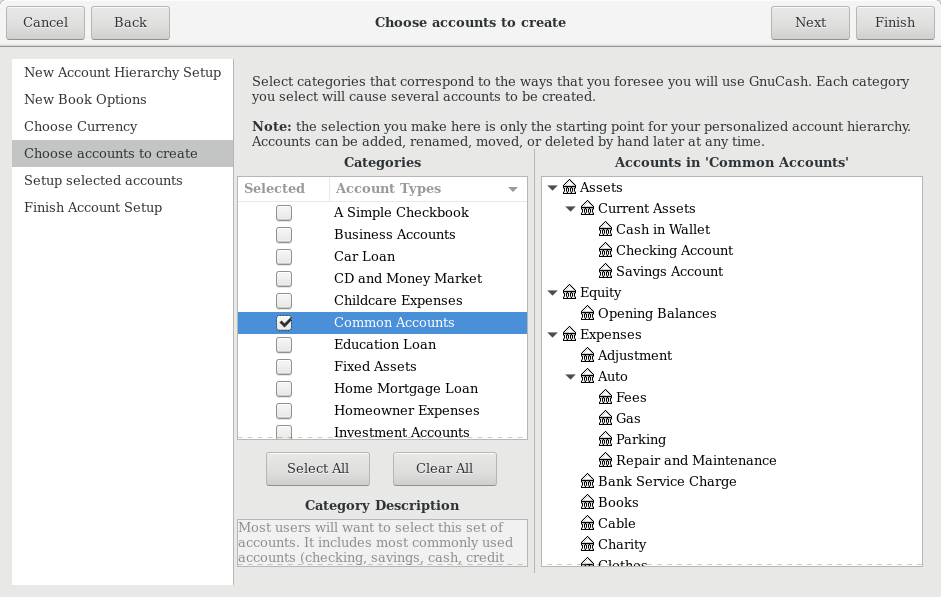 Cancel
Back
Choose accounts to create
Next
Finish
New Account Hierarchy Setup
New Book Options
Choose Currency
Choose accounts to create
Setup selected accounts
Finish Account Setup
Select categories that correspond to the ways that you foresee you will use GnuCash. Each category
you select will cause several accounts to be created.
Note: the selection you make here is only the starting point for your personalized account hierarchy.
Accounts can be added, renamed, moved, or deleted by hand later at any time.
Categories
Selected
Account Types
A Simple Checkbook
Business Accounts
Car Loan
CD and Money Market
Childcare Expenses
Common Accounts
Education Loan
Fixed Assets
Home Mortgage Loan
Homeowner Expenses
Investment Accounts
Select All
Clear All
Category Description
Most users will want to select this set of
accounts. It includes most commonly used
accounts (checking, savings, cash, credit
Accounts in 'Common Accounts'
Assets
Current Assets
Cash in Wallet
Checking Account
Savings Account
Equity
Opening Balances
Expenses
Adjustment
Auto
Fees
Gas
Parking
Repair and Maintenance
Bank Service Charge
Books
Cable
Charity
Clothes